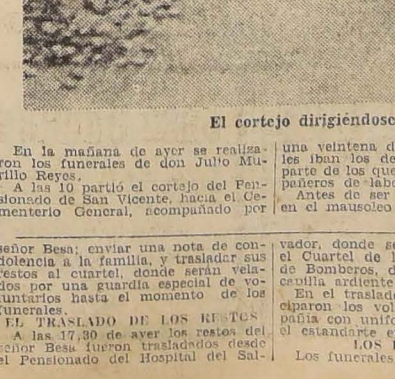 El cortejo dirigiéndose
En la mañana de ayer se realiza-
ron los funerales de don Julio Mu-
rillo Reyes.
A las 10 partió el cortejo del Pen-
sionado de San Vicente, hacia el Ce-
menterio General, acompañado por
una veintena d
les iban los de
parte de los que
pañeros de labo
Antes de ser
en el mausoleo
señor Besa; enviar una nota de con-
dolencia a la familia, y trasladar sus
restos al cuartel, donde serán vela-
dos por una guardia especial de vo-
luntarios hasta el momento de los
funerales.
EL TRASLADO DE LOS RESTOS
A las 17,30 de ayer los restos del
señor Besa fueron trasladados desde
el Pensionado del Hospital del Sal-
vador, donde se
el Cuartel de l
de Bomberos, d
capilla ardiente
En el traslad
ciparon los vol
pañía con unifo
el estandarte e
LOS
Los funerales